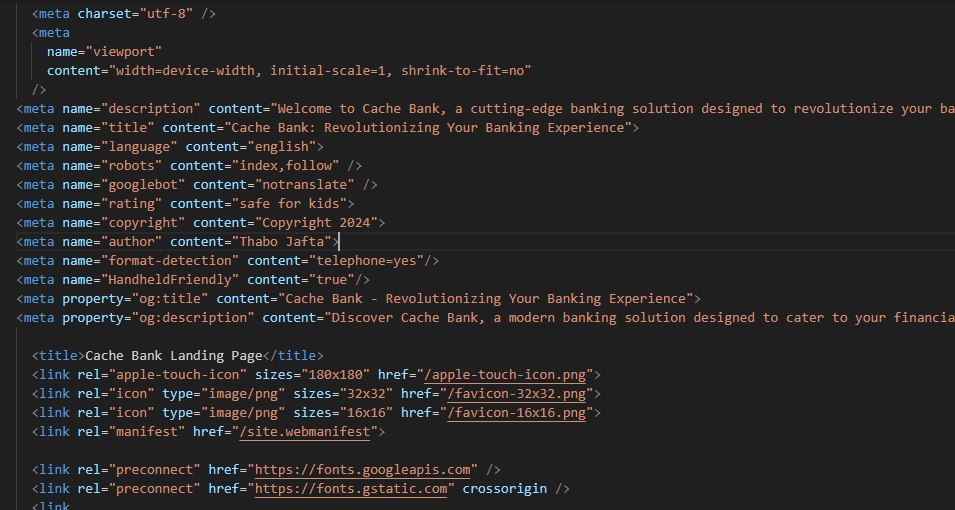 <meta charset="utf-8" />
<meta
name="viewport"
content="width=device-width, initial-scale=1, shrink-to-fit=no"
/>
<meta name="description" content="Welcome to Cache Bank, a cutting-edge banking solution designed to revolutionize your ba
<meta name="title" content="Cache Bank: Revolutionizing Your Banking Experience">
<meta name="language" content="english">
<meta name="robots" content="index,follow" />
<meta name="googlebot" content="notranslate" />
<meta name="rating" content="safe for kids">
<meta name="copyright" content="Copyright 2024">
<meta name="author" content="Thabo Jafta">
<meta name="format-detection" content="telephone=yes"/>
<meta name="HandheldFriendly" content="true"/>
<meta property="og:title" content="Cache Bank - Revolutionizing Your Banking Experience">
<meta property="og:description" content="Discover Cache Bank, a modern banking solution designed to cater to your financia
<title>Cache Bank Landing Page</title>
<link rel="apple-touch-icon" sizes="180x180" href="/apple-touch-icon.png">
<link rel="icon" type="image/png" sizes="32x32" href="/favicon-32x32.png">
<link rel="icon" type="image/png" sizes="16x16" href="/favicon-16x16.png">
<link rel="manifest" href="/site.webmanifest">
<link rel="preconnect" href="https://fonts.googleapis.com" />
<link rel="preconnect" href="https://fonts.gstatic.com" crossorigin />
<link